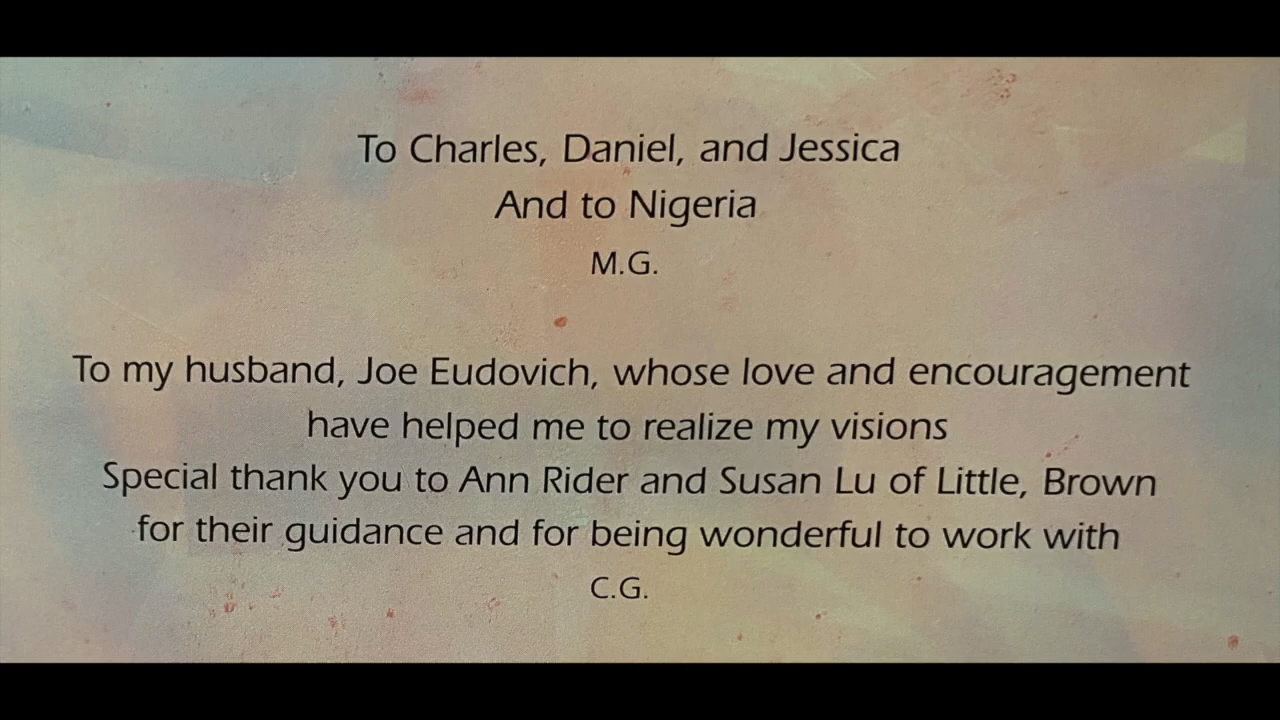 To Charles, Daniel, and Jessica
And to Nigeria
M.G.
To my husband, Joe Eudovich, whose love and encouragement
have helped me to realize my visions
Special thank you to Ann Rider and Susan Lu of Little, Brown
for their guidance and for being wonderful to work with
C.G.